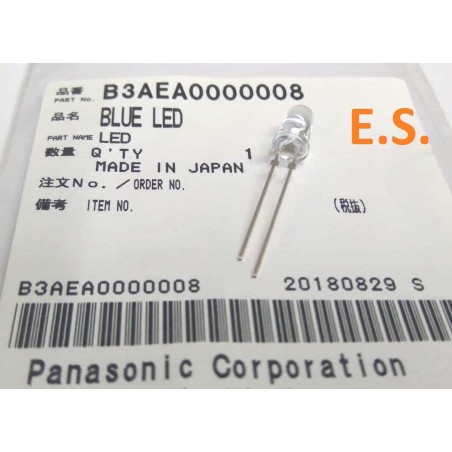 品番 PART No. B3AEA0000008
E.S.
品名 BLUE LED
PART NAME LED
数量 Q'TY 1
MADE IN JAPAN
注文No./ORDER NO.
備考 ITEM NO. (税抜)
B3AEA0000008 20180829 S
Panasonic Corporation